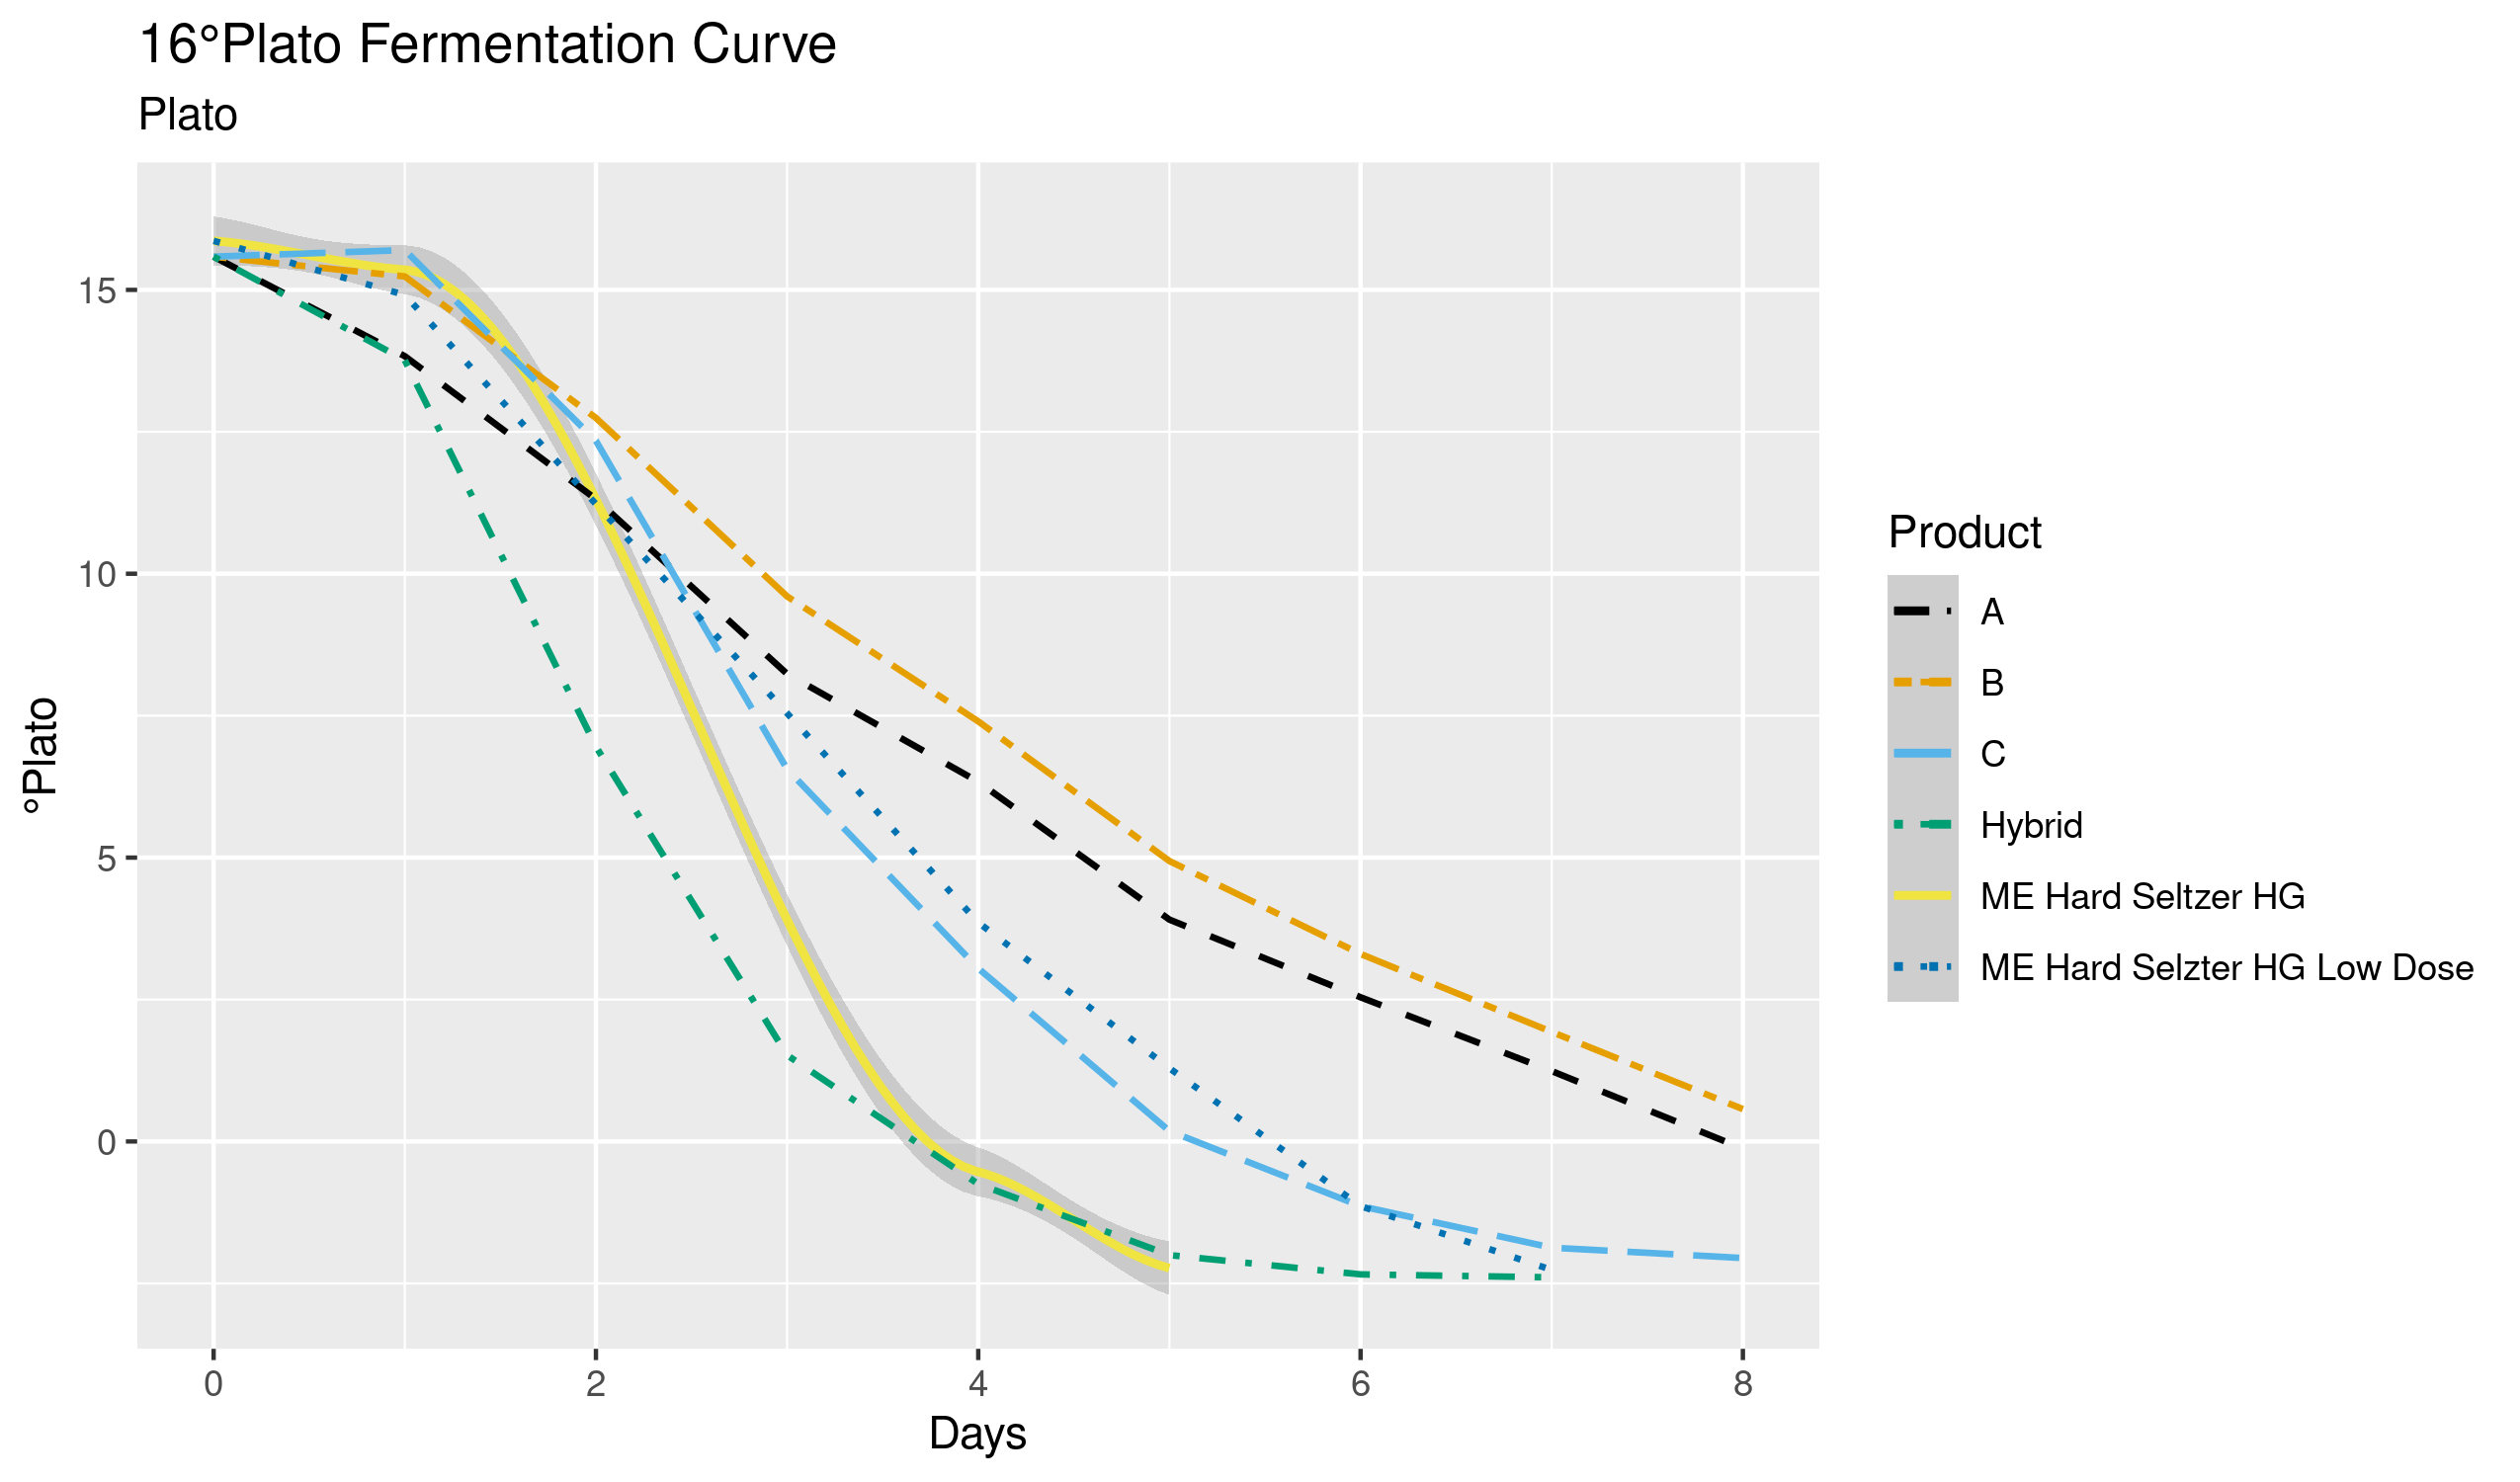 16°Plato Fermentation Curve
Plato
°Plato
15
10
5
0
0 2 4 6 8
Days
Product
A
B
C
Hybrid
ME Hard Seltzer HG
ME Hard Selzter HG Low Dose